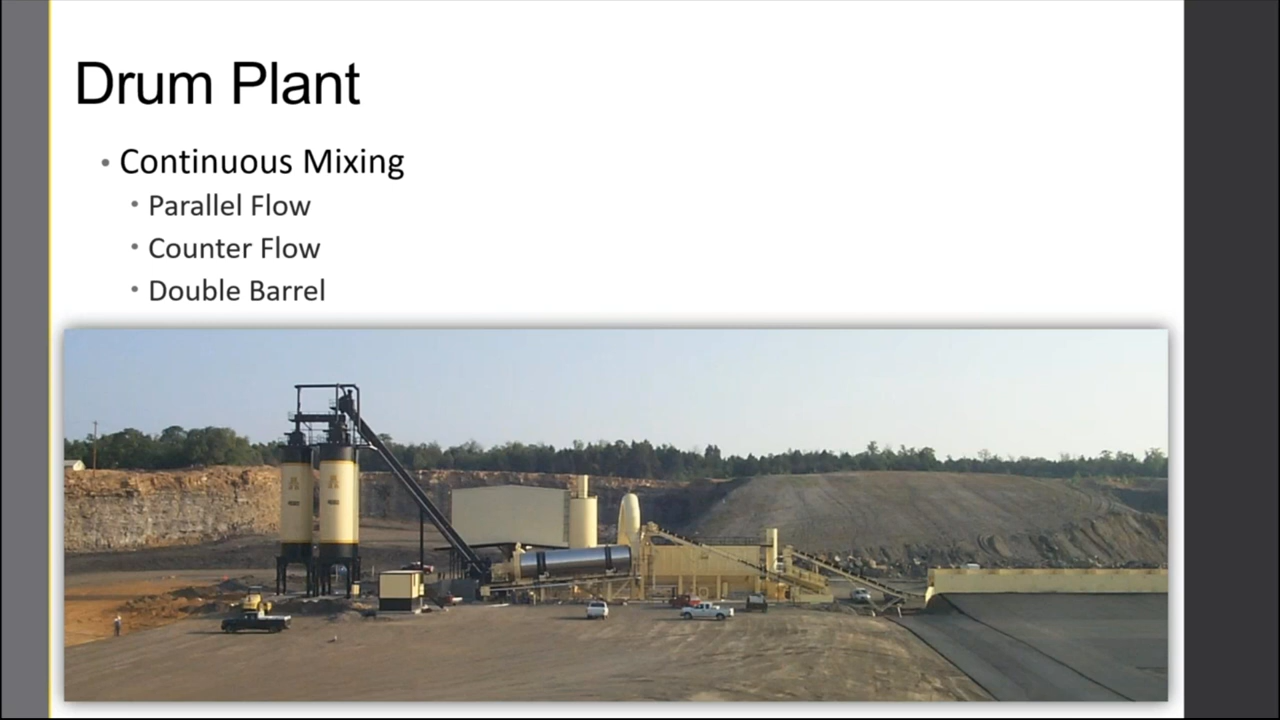 Drum Plant
• Continuous Mixing
• Parallel Flow
• Counter Flow
• Double Barrel